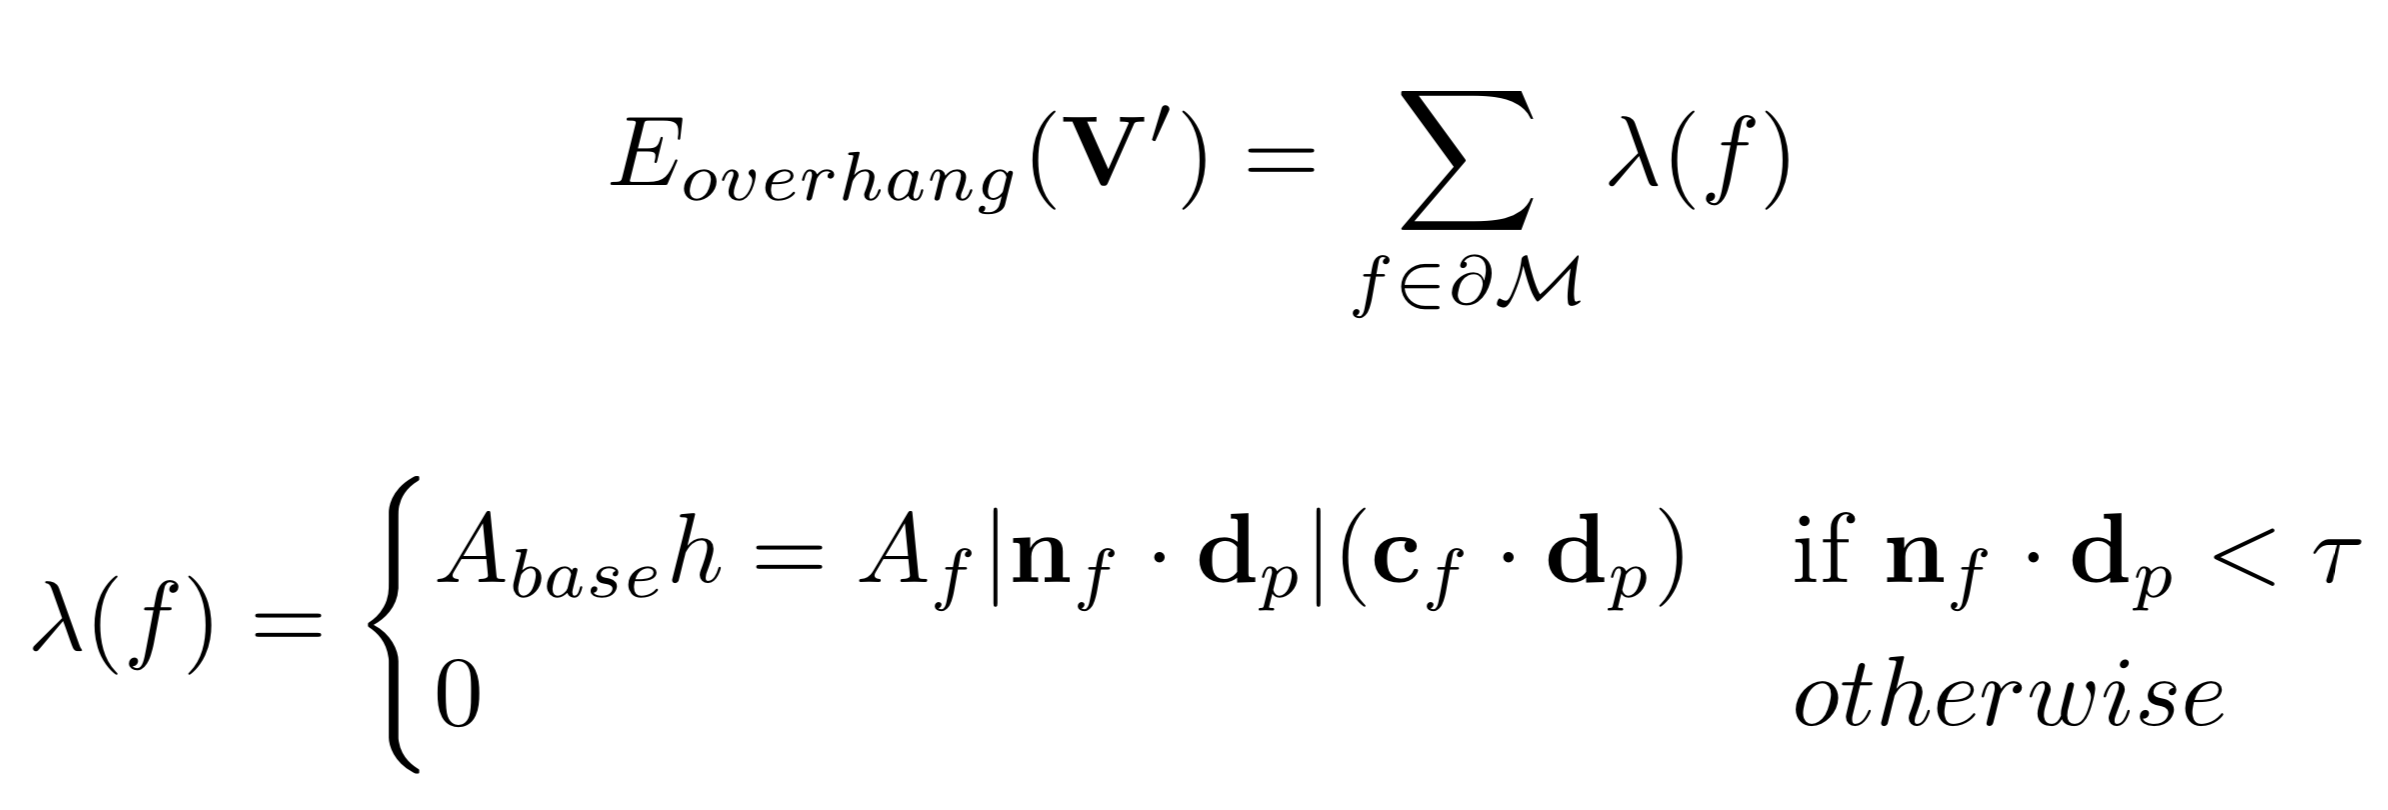 E_{overhang}(\mathbf{V}') = \sum_{f \in \partial \mathcal{M}} \lambda(f)
\lambda(f) = \begin{cases} A_{base}h = A_f|\mathbf{n}_f \cdot \mathbf{d}_p|(\mathbf{c}_f \cdot \mathbf{d}_p) & \text{if } \mathbf{n}_f \cdot \mathbf{d}_p < \tau \\ 0 & otherwise \end{cases}